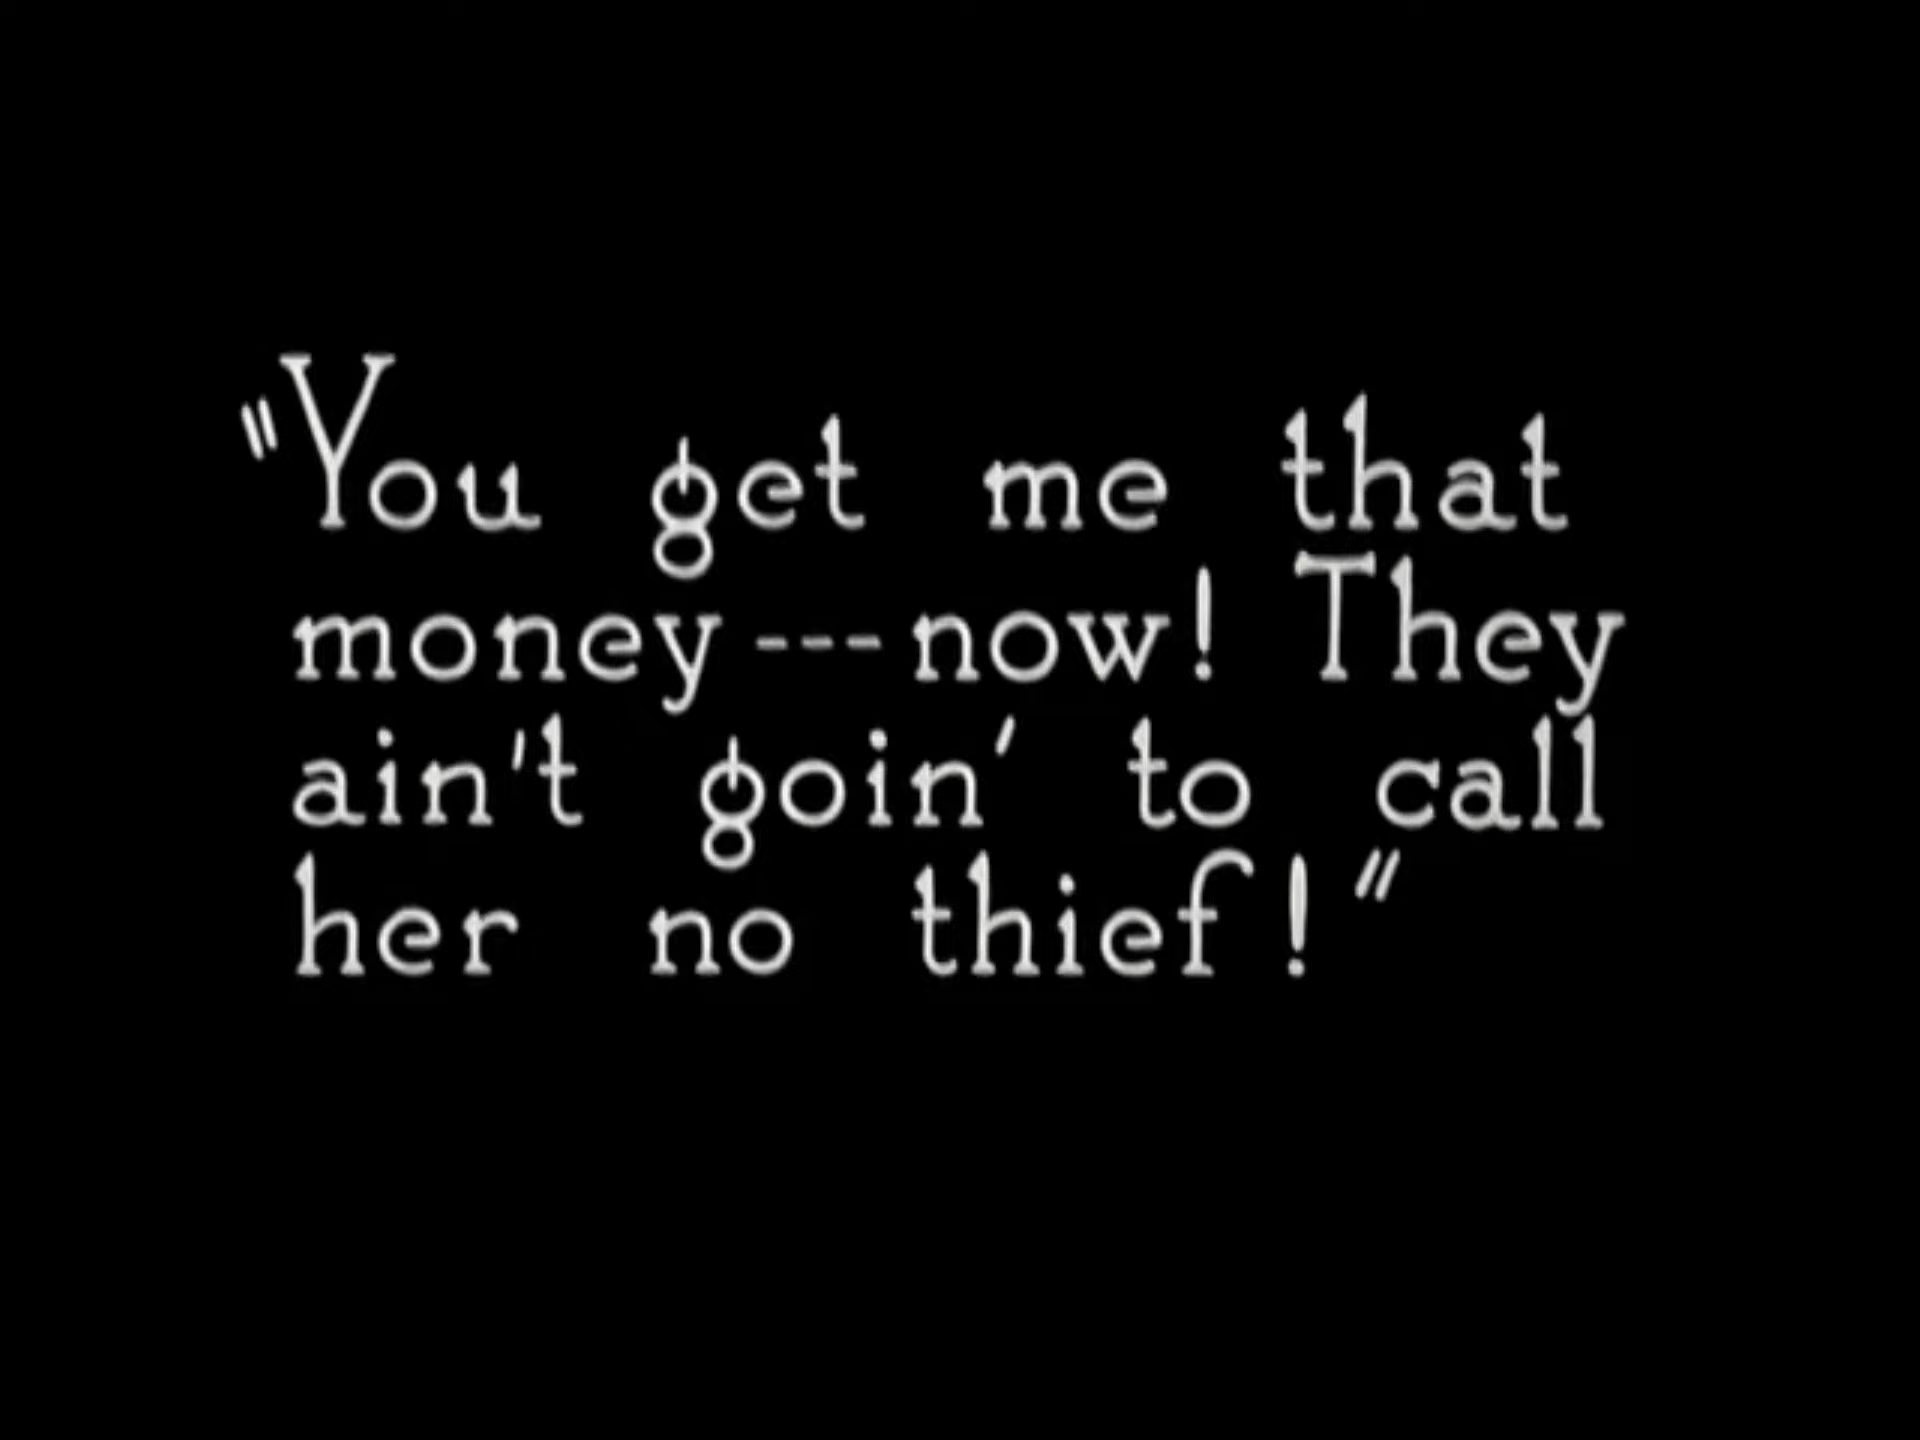 "You get me that
money---now! They
ain't goin' to call
her no thief!"